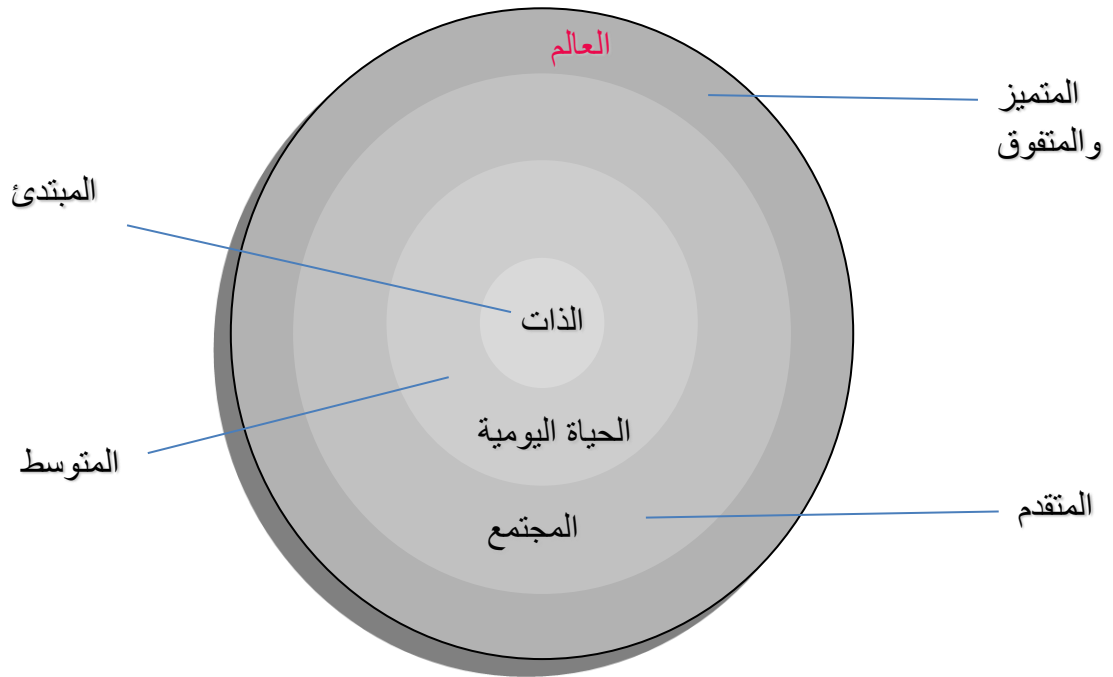 العالم
المتميز
والمتفوق
المبتدئ
الذات
الحياة اليومية
المتوسط
المتقدم
المجتمع